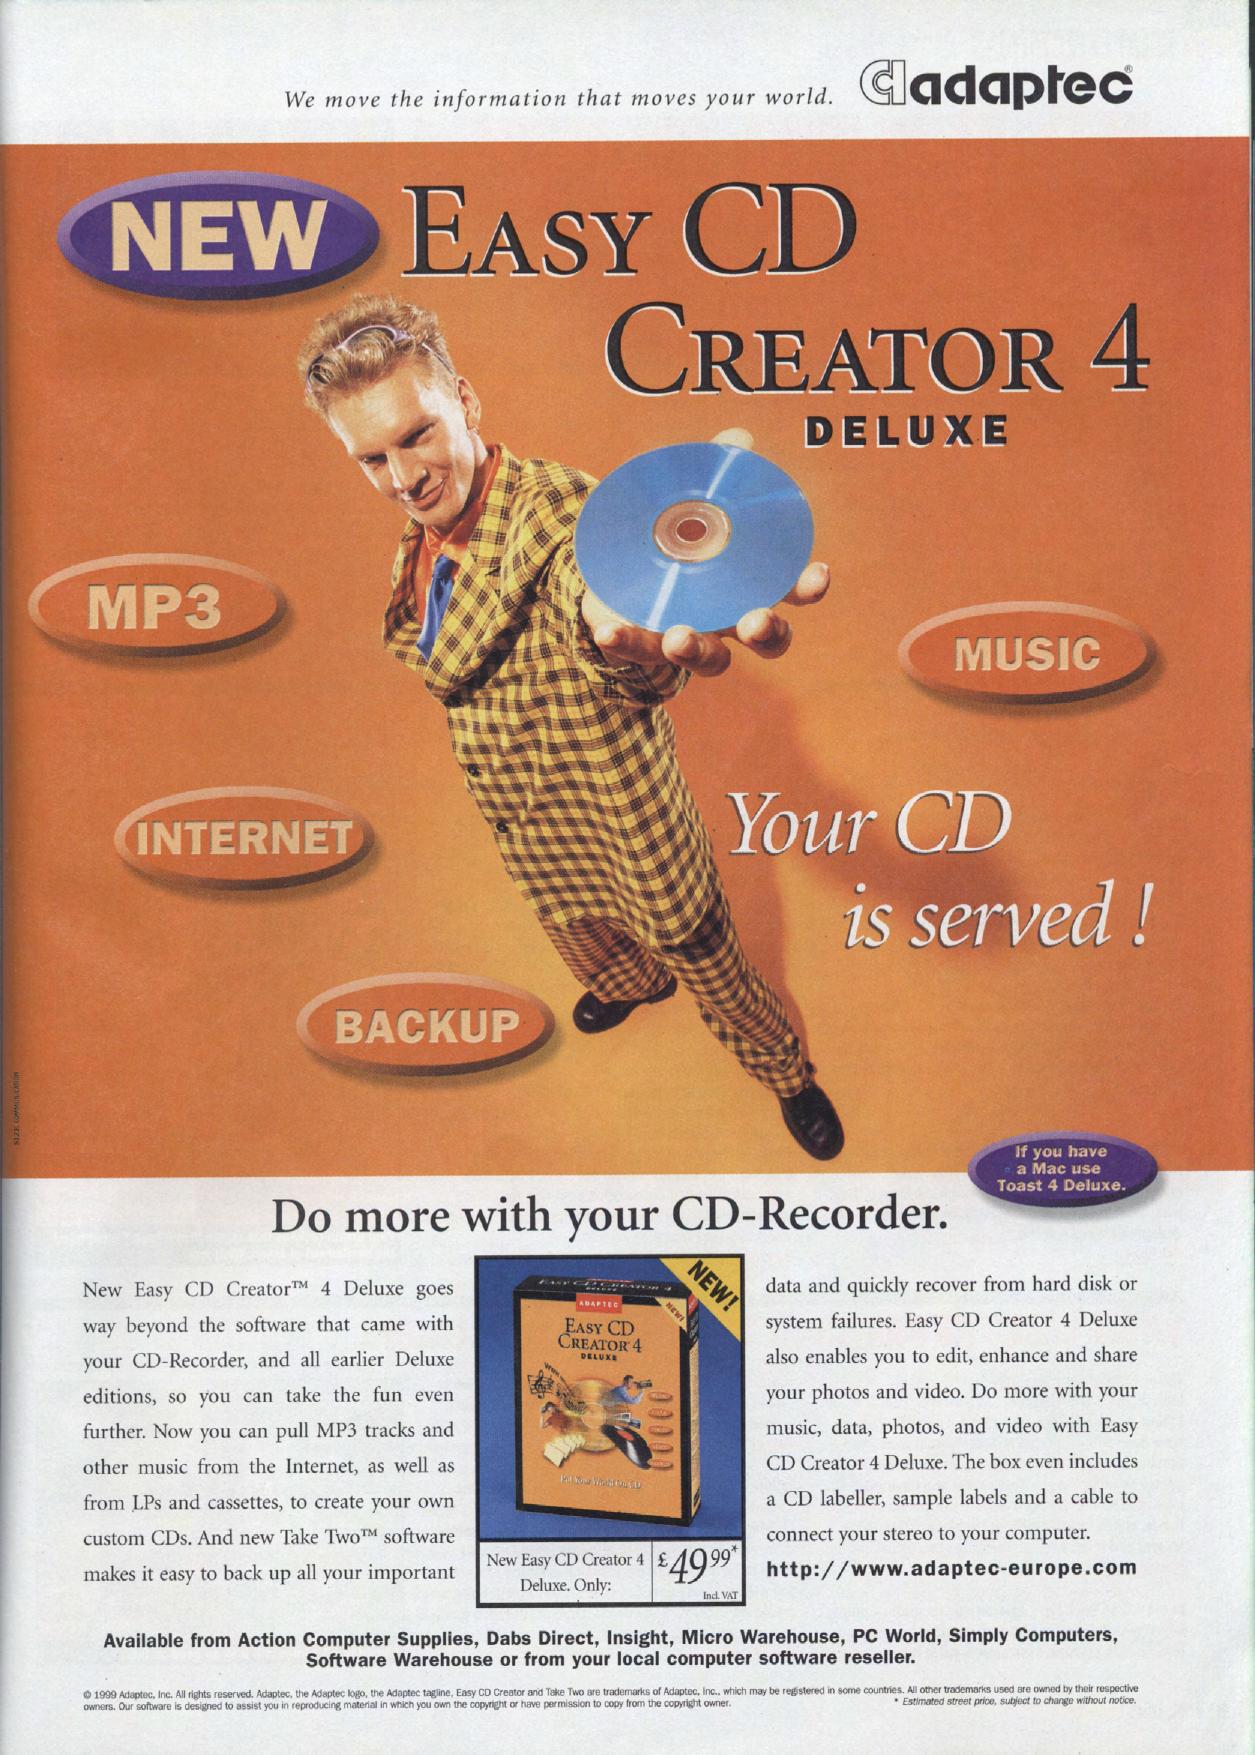 We move the information that moves your world. adaptec®
NEW EASY CD
CREATOR 4
DELUXE
MP3
MUSIC
INTERNET
Your CD
is served !
BACKUP
If you have
a Mac use
Toast 4 Deluxe.
Do more with your CD-Recorder.
New Easy CD Creator™ 4 Deluxe goes
way beyond the software that came with
your CD-Recorder, and all earlier Deluxe
editions, so you can take the fun even
further. Now you can pull MP3 tracks and
other music from the Internet, as well as
from LPs and cassettes, to create your own
custom CDs. And new Take Two™ software
makes it easy to back up all your important
NEW!
EASY CD CREATOR 4
DELUXE
ADAPTEC
NEW!
EASY CD
CREATOR 4
DELUXE
Put Your World On CD
New Easy CD Creator 4
Deluxe. Only:
£49.99*
Incl. VAT
data and quickly recover from hard disk or
system failures. Easy CD Creator 4 Deluxe
also enables you to edit, enhance and share
your photos and video. Do more with your
music, data, photos, and video with Easy
CD Creator 4 Deluxe. The box even includes
a CD labeller, sample labels and a cable to
connect your stereo to your computer.
http://www.adaptec-europe.com
Available from Action Computer Supplies, Dabs Direct, Insight, Micro Warehouse, PC World, Simply Computers,
Software Warehouse or from your local computer software reseller.
© 1999 Adaptec, Inc. All rights reserved. Adaptec, the Adaptec logo, the Adaptec tagline, Easy CD Creator and Take Two are trademarks of Adaptec, Inc., which may be registered in some countries. All other trademarks used are owned by their respective
owners. Our software is designed to assist you in reproducing material in which you own the copyright or have permission to copy from the copyright owner.
* Estimated street price, subject to change without notice.